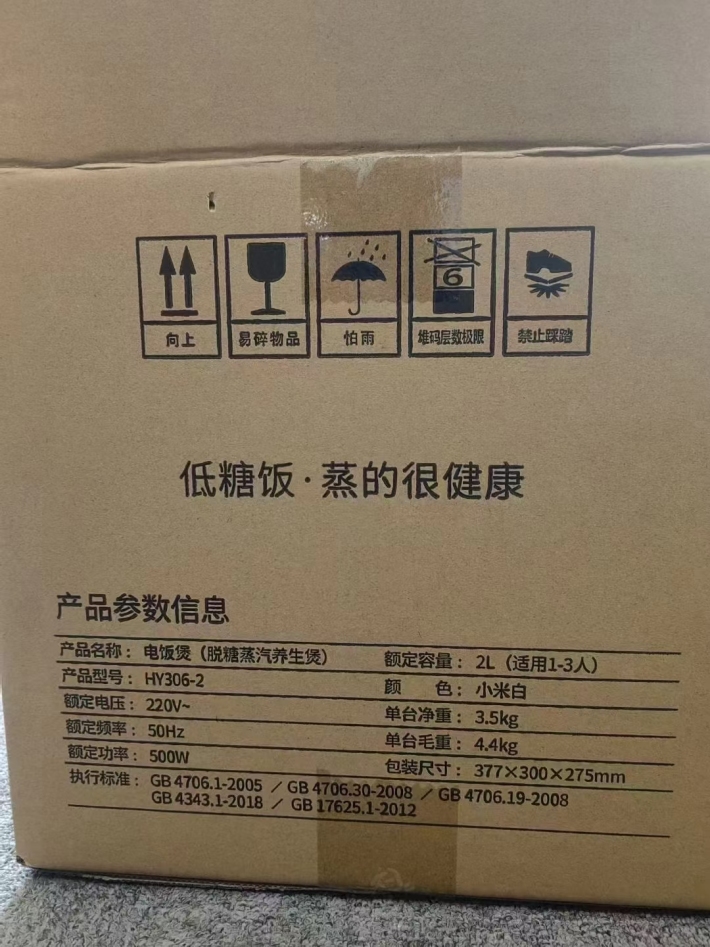 6
向上 易碎物品 怕雨 堆码层数极限 禁止踩踏
低糖饭·蒸的很健康
产品参数信息
产品名称：电饭煲（脱糖蒸汽养生煲） 额定容量：2L（适用1-3人）
产品型号：HY306-2 颜 色：小米白
额定电压：220V~ 单台净重：3.5kg
额定频率：50Hz 单台毛重：4.4kg
额定功率：500W 包装尺寸：377×300×275mm
执行标准：GB 4706.1-2005 ／GB 4706.30-2008 ／GB 4706.19-2008
GB 4343.1-2018 ／ GB 17625.1-2012